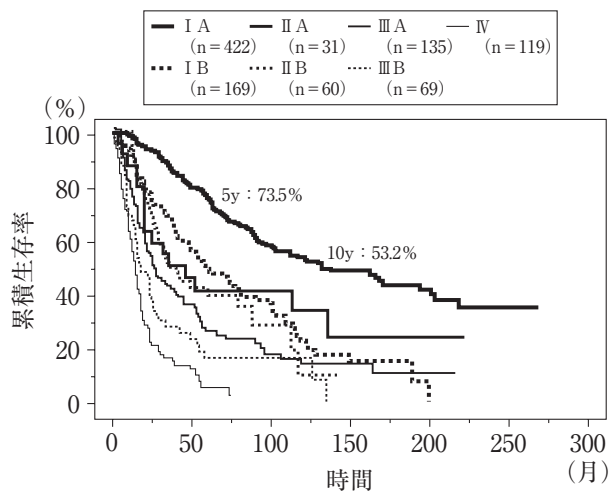 ⅠA ⅡA ⅢA Ⅳ
(n=422) (n=31) (n=135) (n=119)
ⅠB ⅡB ⅢB
(n=169) (n=60) (n=69)
(%)
100
80
60
40
20
0
累積生存率
5y：73.5%
10y：53.2%
0 50 100 150 200 250 300
時間
(月)